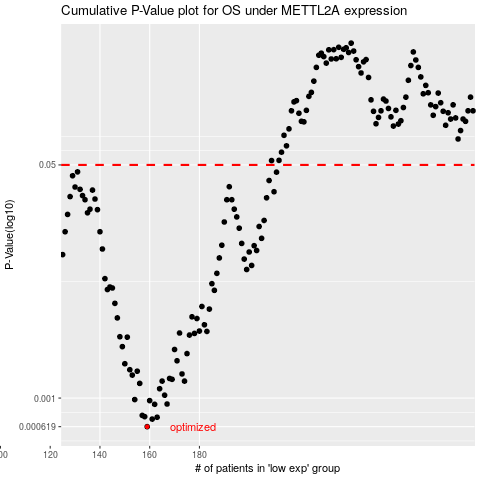 Cumulative P-Value plot for OS under METTL2A expression
P-Value(log10)
0.05
0.001
0.000619
optimized
00 120 140 160 180
# of patients in 'low exp' group